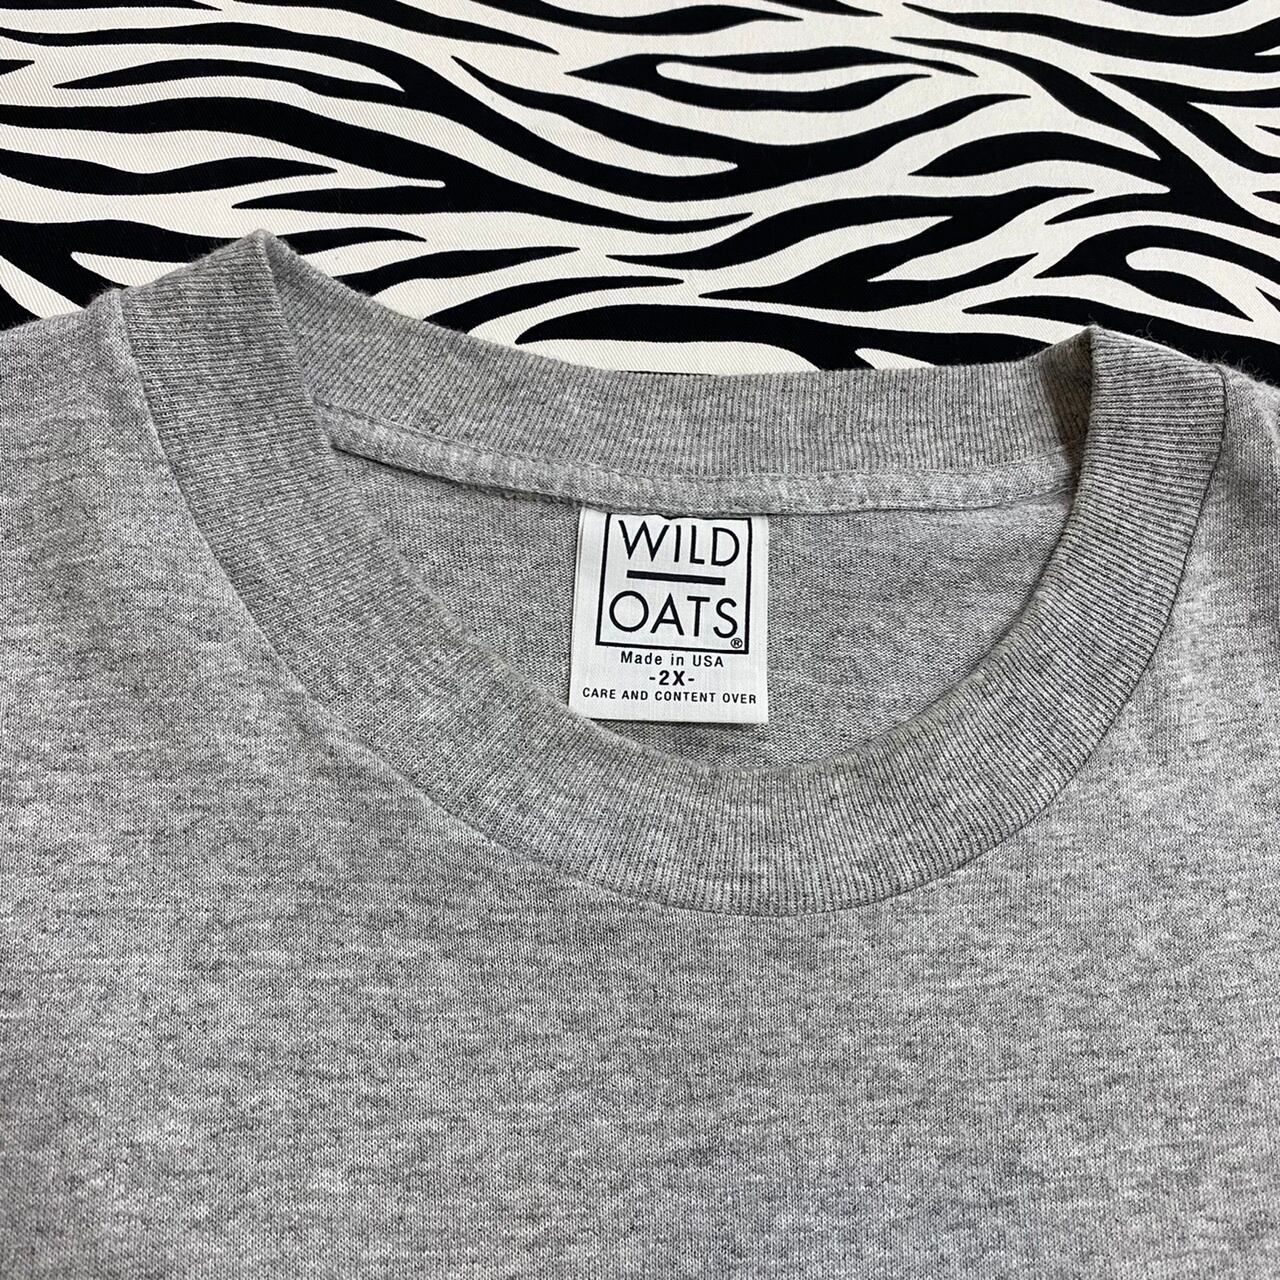 WILD
OATS®
Made in USA
-2X-
CARE AND CONTENT OVER